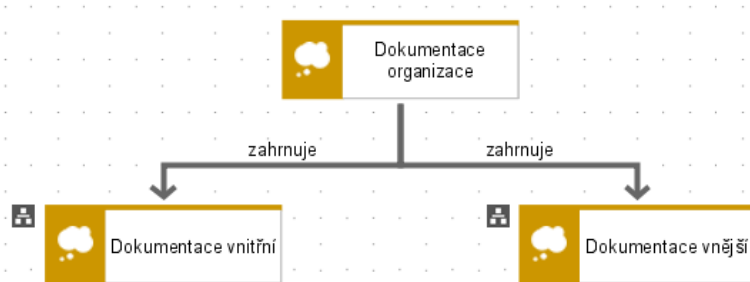 Dokumentace
organizace
zahrnuje
zahrnuje
Dokumentace vnitřní
Dokumentace vnější